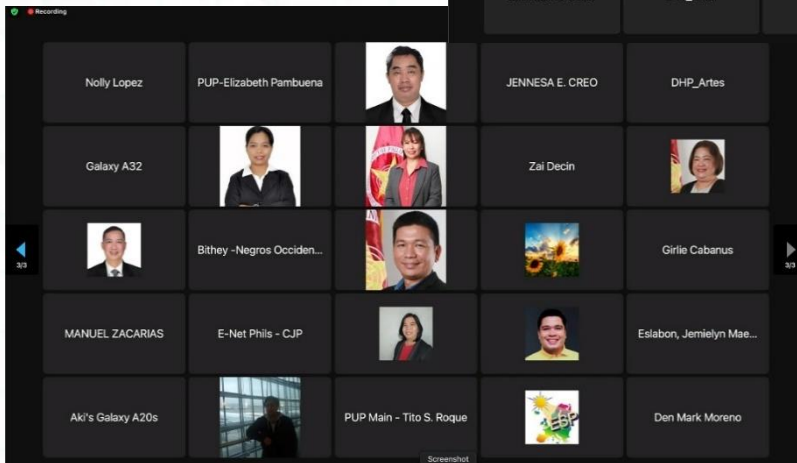 Recording
Nolly Lopez
PUP-Elizabeth Pambuena
JENNESA E. CREO
DHP_Artes
Galaxy A32
Zai Decin
Bithey -Negros Occiden...
Girlie Cabanus
3/3
3/3
MANUEL ZACARIAS
E-Net Phils - CJP
Eslabon, Jemielyn Mae...
Aki's Galaxy A20s
PUP Main - Tito S. Roque
EBP
Den Mark Moreno
Screenshot